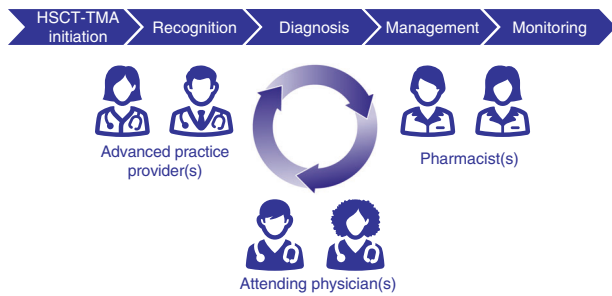 HSCT-TMA
initiation
Recognition
Diagnosis
Management
Monitoring
Advanced practice
provider(s)
Pharmacist(s)
Attending physician(s)